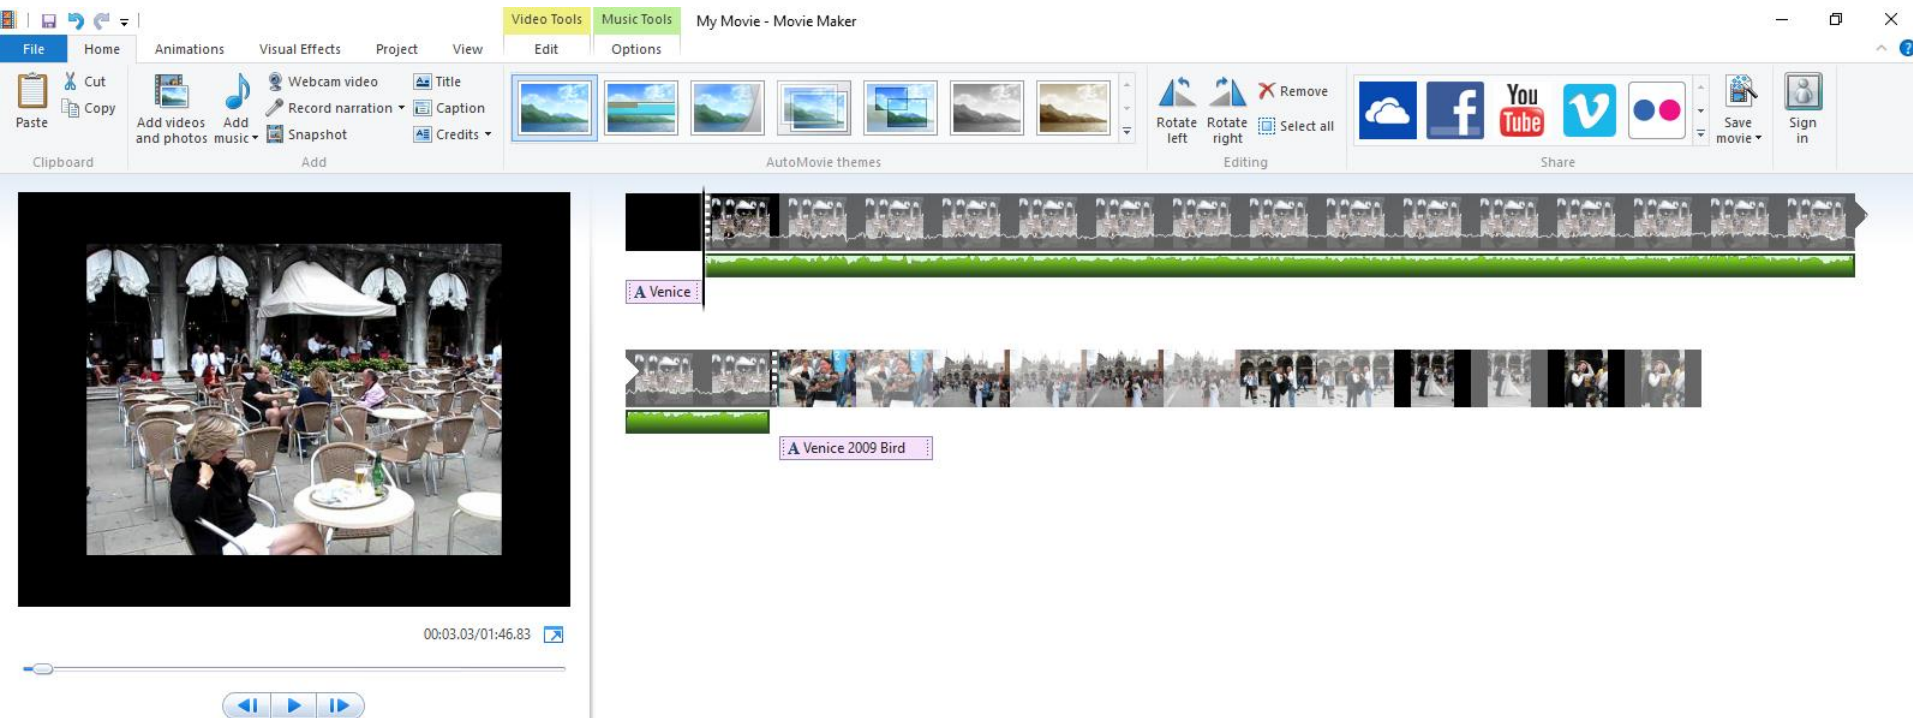 Video Tools Music Tools My Movie - Movie Maker
File Home Animations Visual Effects Project View Edit Options
Paste
Cut
Copy
Clipboard
Add videos
and photos
Add
music
Webcam video
Record narration
Snapshot
Title
Caption
Credits
Add
AutoMovie themes
Rotate
left
Rotate
right
Remove
Select all
Editing
You
Tube
Share
Save
movie
Sign
in
A Venice
A Venice 2009 Bird
00:03.03/01:46.83